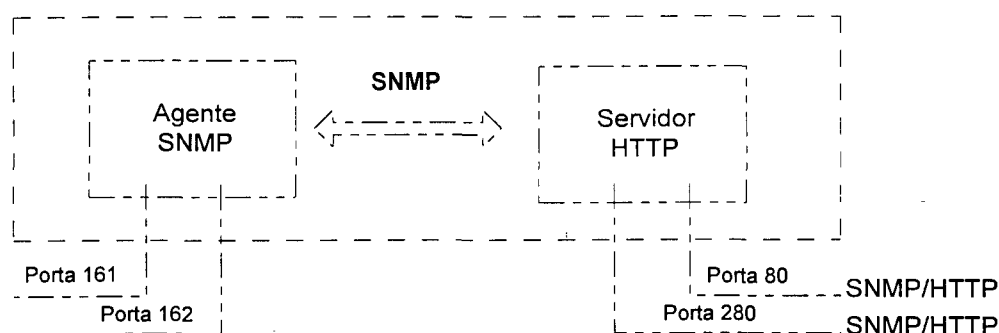 SNMP
Agente
SNMP
Servidor
HTTP
Porta 161
Porta 162
Porta 80
SNMP/HTTP
Porta 280
SNMP/HTTP